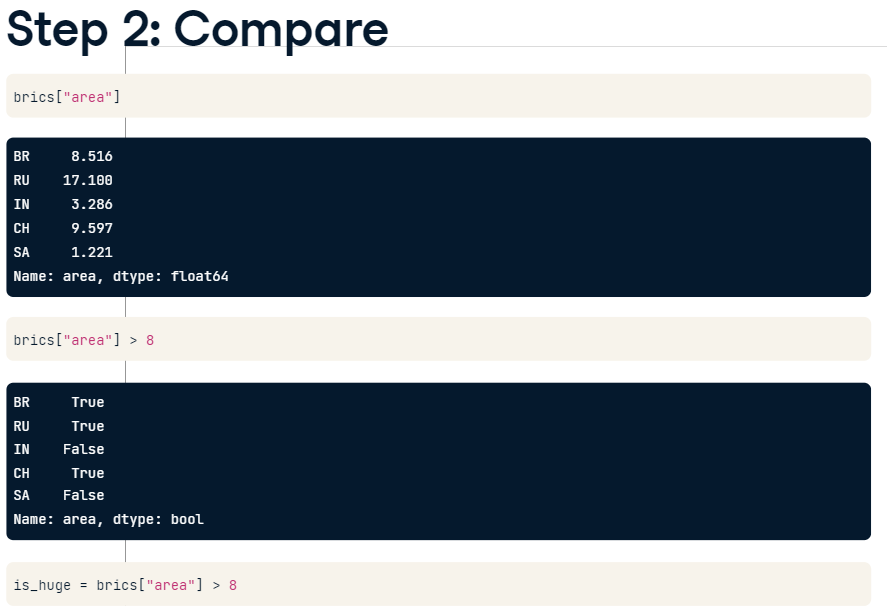 Step 2: Compare
brics["area"]
BR     8.516
RU    17.100
IN     3.286
CH     9.597
SA     1.221
Name: area, dtype: float64
brics["area"] > 8
BR     True
RU     True
IN    False
CH     True
SA    False
Name: area, dtype: bool
is_huge = brics["area"] > 8